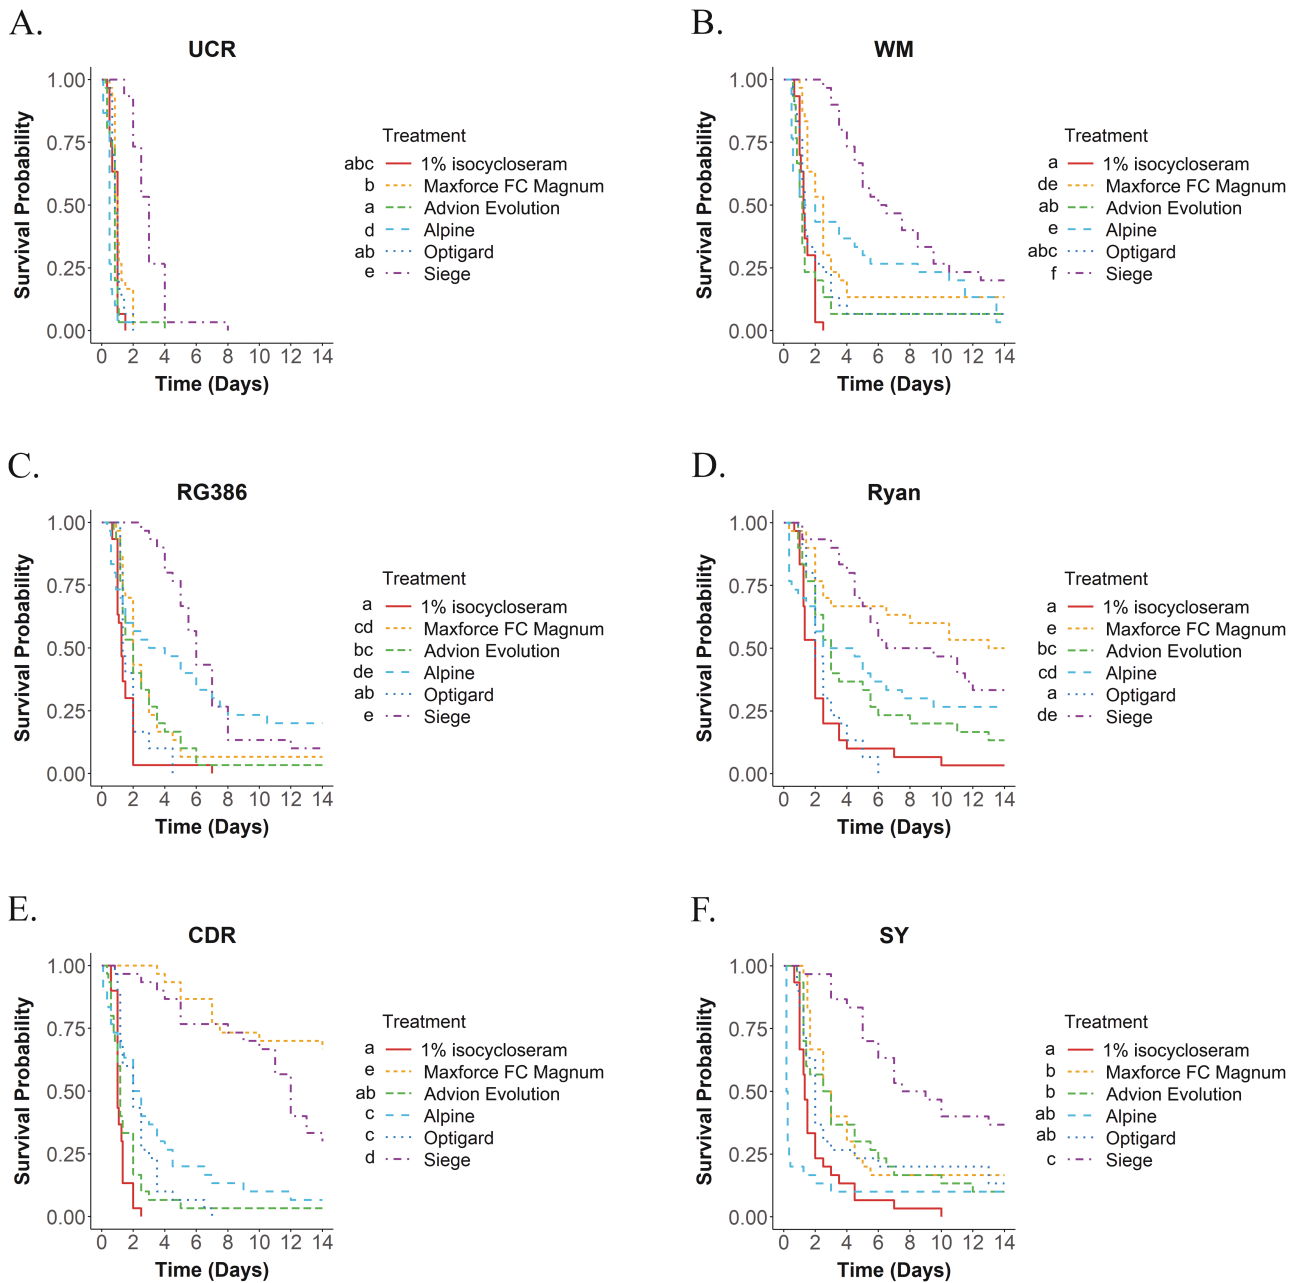 A.
UCR
Survival Probability
1.00
0.75
0.50
0.25
0.00
0 2 4 6 8 10 12 14
Time (Days)
Treatment
abc 1% isocycloseram
b Maxforce FC Magnum
a Advion Evolution
d Alpine
ab Optigard
e Siege
B.
WM
Survival Probability
1.00
0.75
0.50
0.25
0.00
0 2 4 6 8 10 12 14
Time (Days)
Treatment
a 1% isocycloseram
de Maxforce FC Magnum
ab Advion Evolution
e Alpine
abc Optigard
f Siege
C.
RG386
Survival Probability
1.00
0.75
0.50
0.25
0.00
0 2 4 6 8 10 12 14
Time (Days)
Treatment
a 1% isocycloseram
cd Maxforce FC Magnum
bc Advion Evolution
de Alpine
ab Optigard
e Siege
D.
Ryan
Survival Probability
1.00
0.75
0.50
0.25
0.00
0 2 4 6 8 10 12 14
Time (Days)
Treatment
a 1% isocycloseram
e Maxforce FC Magnum
bc Advion Evolution
cd Alpine
a Optigard
de Siege
E.
CDR
Survival Probability
1.00
0.75
0.50
0.25
0.00
0 2 4 6 8 10 12 14
Time (Days)
Treatment
a 1% isocycloseram
e Maxforce FC Magnum
ab Advion Evolution
c Alpine
c Optigard
d Siege
F.
SY
Survival Probability
1.00
0.75
0.50
0.25
0.00
0 2 4 6 8 10 12 14
Time (Days)
Treatment
a 1% isocycloseram
b Maxforce FC Magnum
b Advion Evolution
ab Alpine
ab Optigard
c Siege